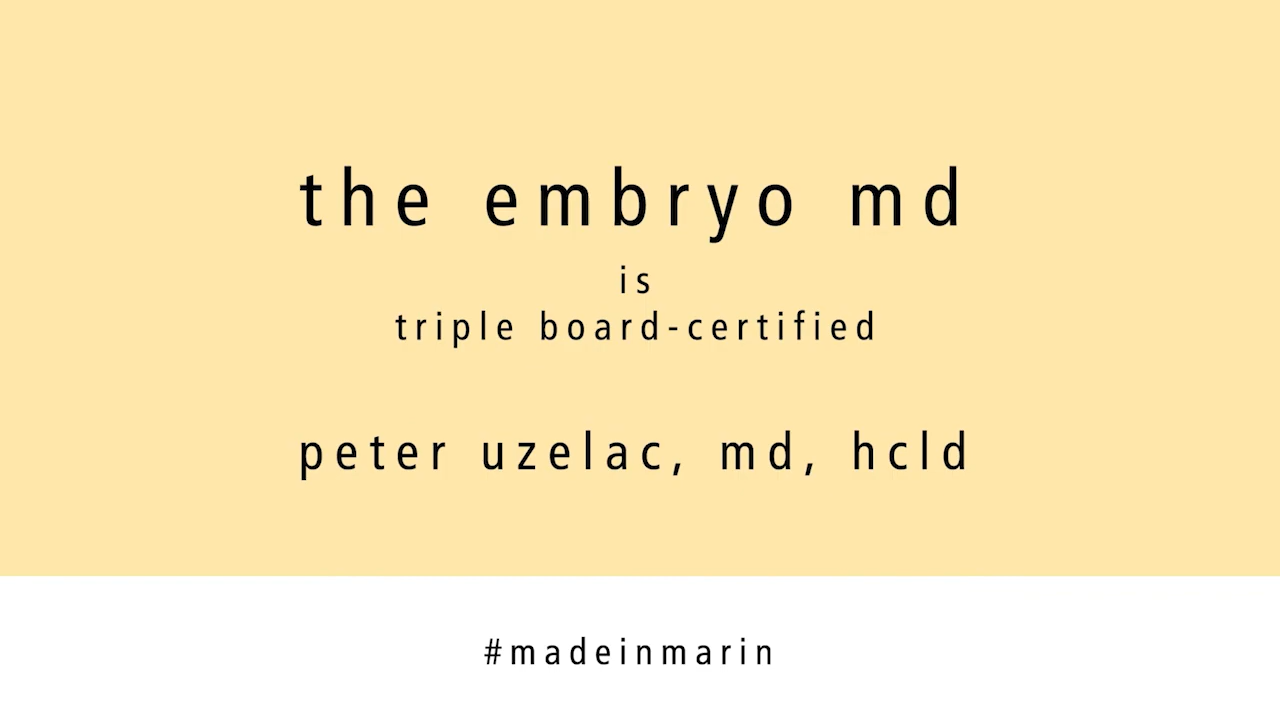 the embryo md
is
triple board-certified
peter uzelac, md, hcld
#madeinmarin